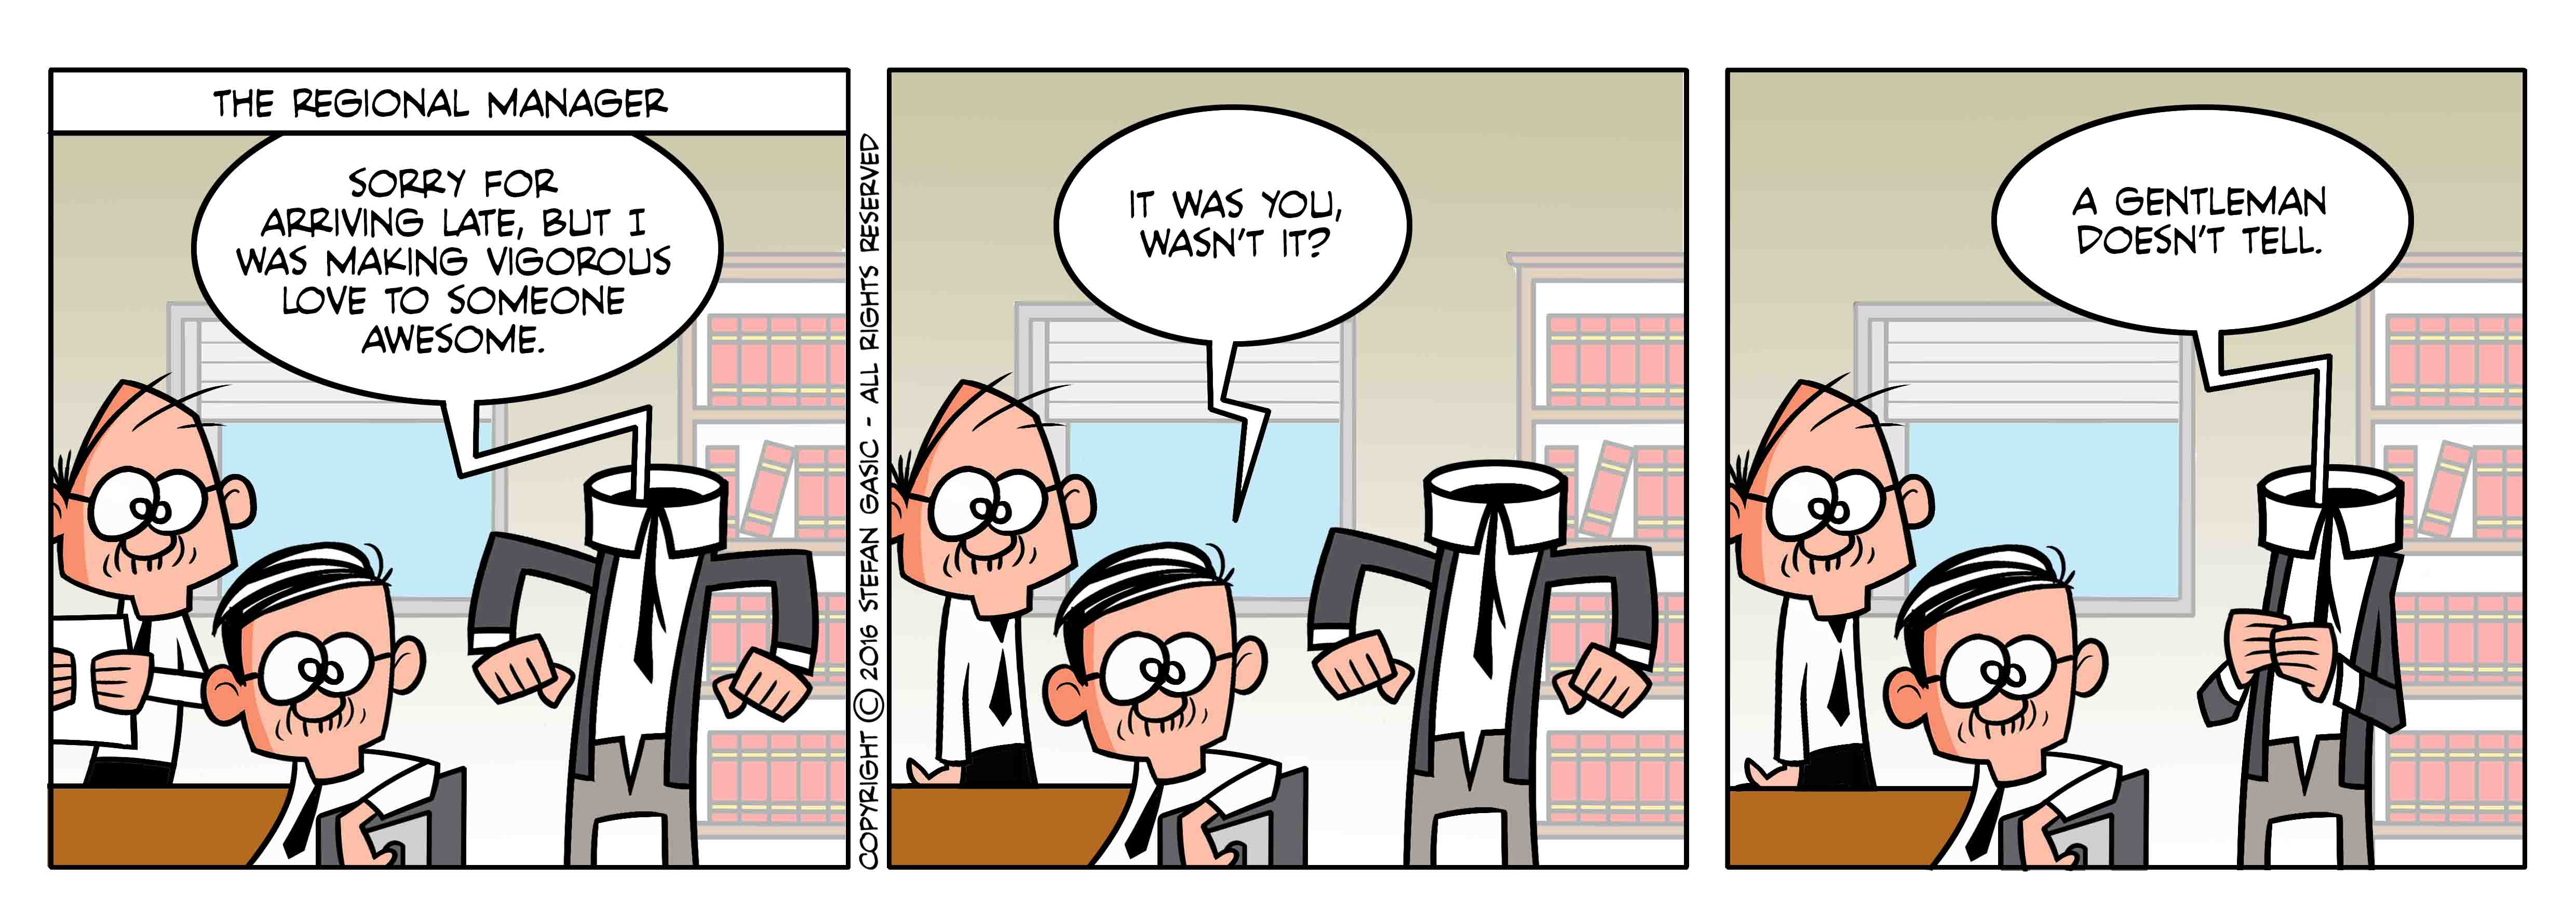 THE REGIONAL MANAGER
SORRY FOR
ARRIVING LATE, BUT I
WAS MAKING VIGOROUS
LOVE TO SOMEONE
AWESOME.
COPYRIGHT © 2016 STEFAN GASIC - ALL RIGHTS RESERVED
IT WAS YOU,
WASN'T IT?
A GENTLEMAN
DOESN'T TELL.